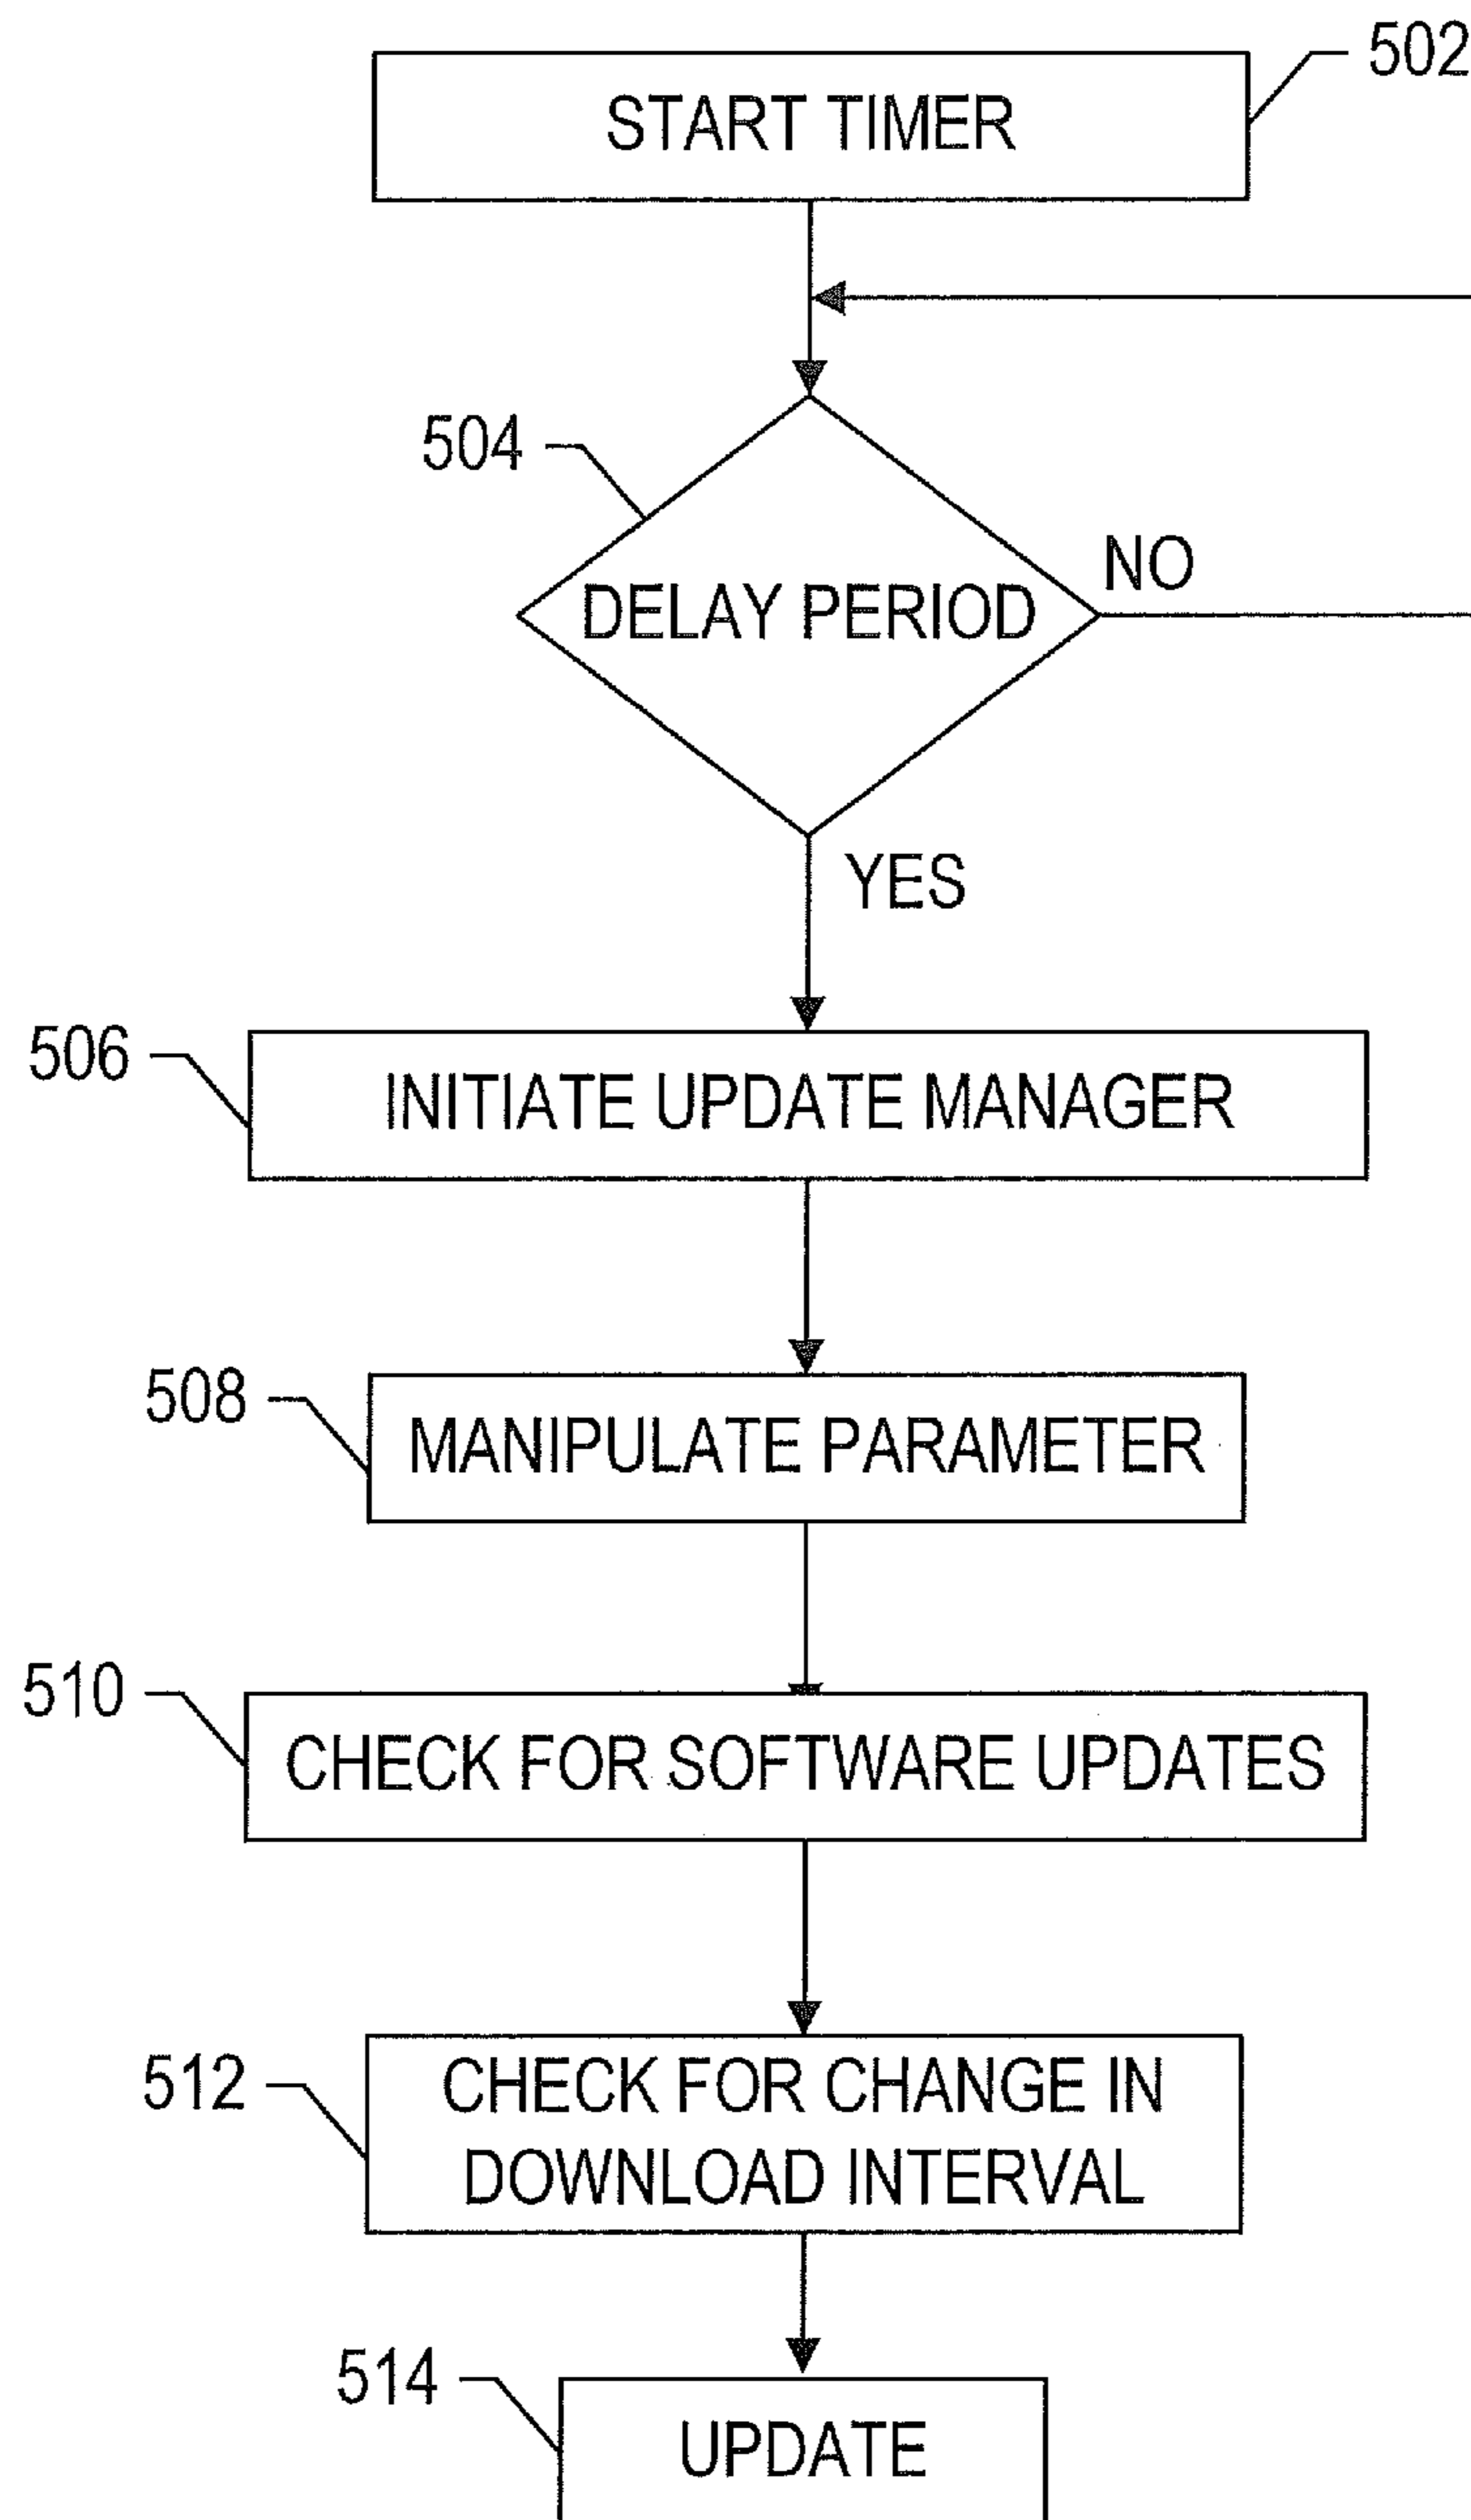 502
START TIMER
504
DELAY PERIOD
NO
YES
506
INITIATE UPDATE MANAGER
508
MANIPULATE PARAMETER
510
CHECK FOR SOFTWARE UPDATES
512
CHECK FOR CHANGE IN
DOWNLOAD INTERVAL
514
UPDATE